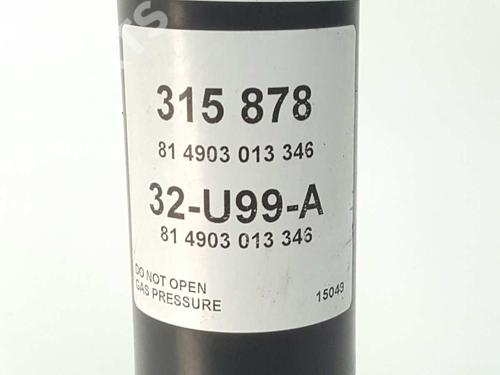 315 878
81 4903 013 346
32-U99-A
81 4903 013 346
DO NOT OPEN
GAS PRESSURE
15049